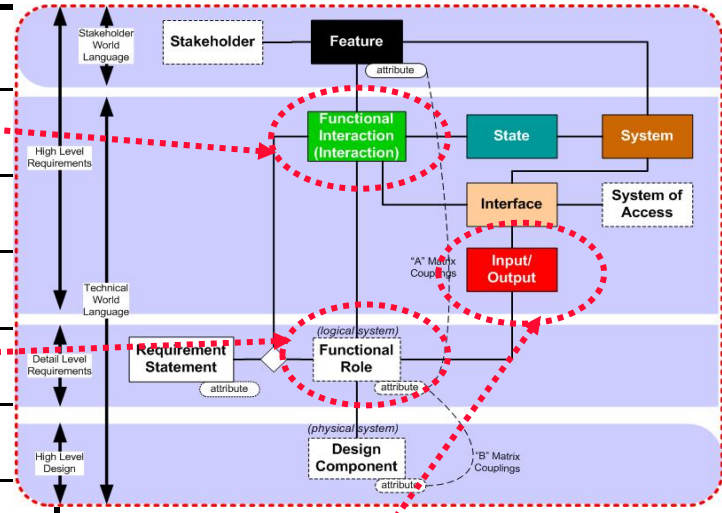 Stakeholder
World
Language
Stakeholder
Feature
attribute
High Level
Requirements
Functional
Interaction
(Interaction)
State
System
Interface
System of
Access
Technical
World
Language
"A" Matrix
Couplings
Input/
Output
Detail Level
Requirements
Requirement
Statement
attribute
(logical system)
Functional
Role
attribute
High Level
Design
(physical system)
Design
Component
attribute
"B" Matrix
Couplings